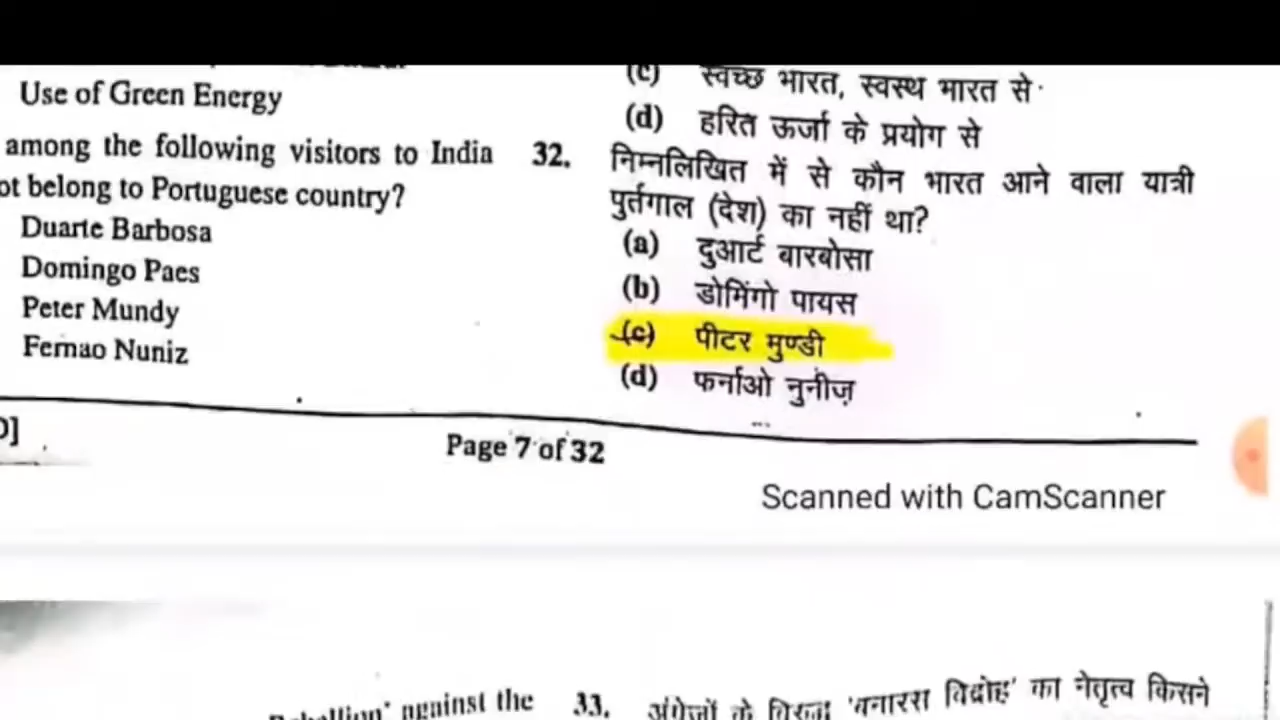 Use of Green Energy
among the following visitors to India
ot belong to Portuguese country?
Duarte Barbosa
Domingo Paes
Peter Mundy
Fernao Nuniz
(c) स्वच्छ भारत, स्वस्थ भारत से
(d) हरित ऊर्जा के प्रयोग से
32. निम्नलिखित में से कौन भारत आने वाला यात्री
पुर्तगाल (देश) का नहीं था?
(a) दुआर्ट बारबोसा
(b) डोमिंगो पायस
(c) पीटर मुण्डी
(d) फर्नाओ नुनीज़
D]
Page 7 of 32
Scanned with CamScanner
against the
33. अंग्रेजों के विरुद्ध 'बनारस विद्रोह' का नेतृत्व किसने